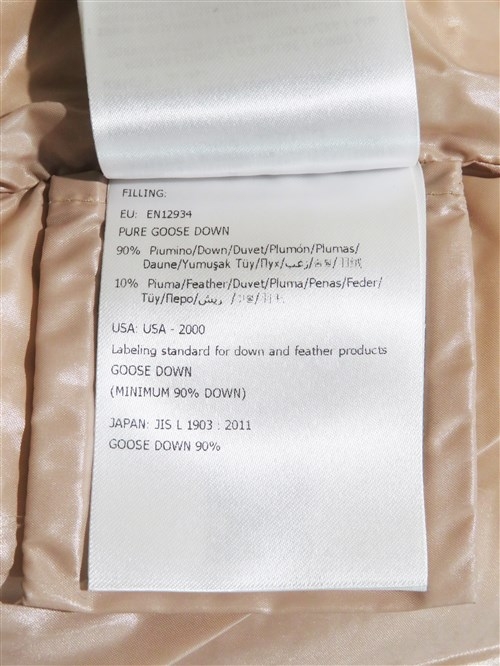 FILLING:
EU: EN12934
PURE GOOSE DOWN
90% Piumino/Down/Duvet/Plumón/Plumas/
Daune/Yumuşak Tüy/Пух/زغب/
10% Piuma/Feather/Duvet/Pluma/Penas/Feder/
Tüy/Перо/ريش /
USA: USA - 2000
Labeling standard for down and feather products
GOOSE DOWN
(MINIMUM 90% DOWN)
JAPAN: JIS L 1903 : 2011
GOOSE DOWN 90%